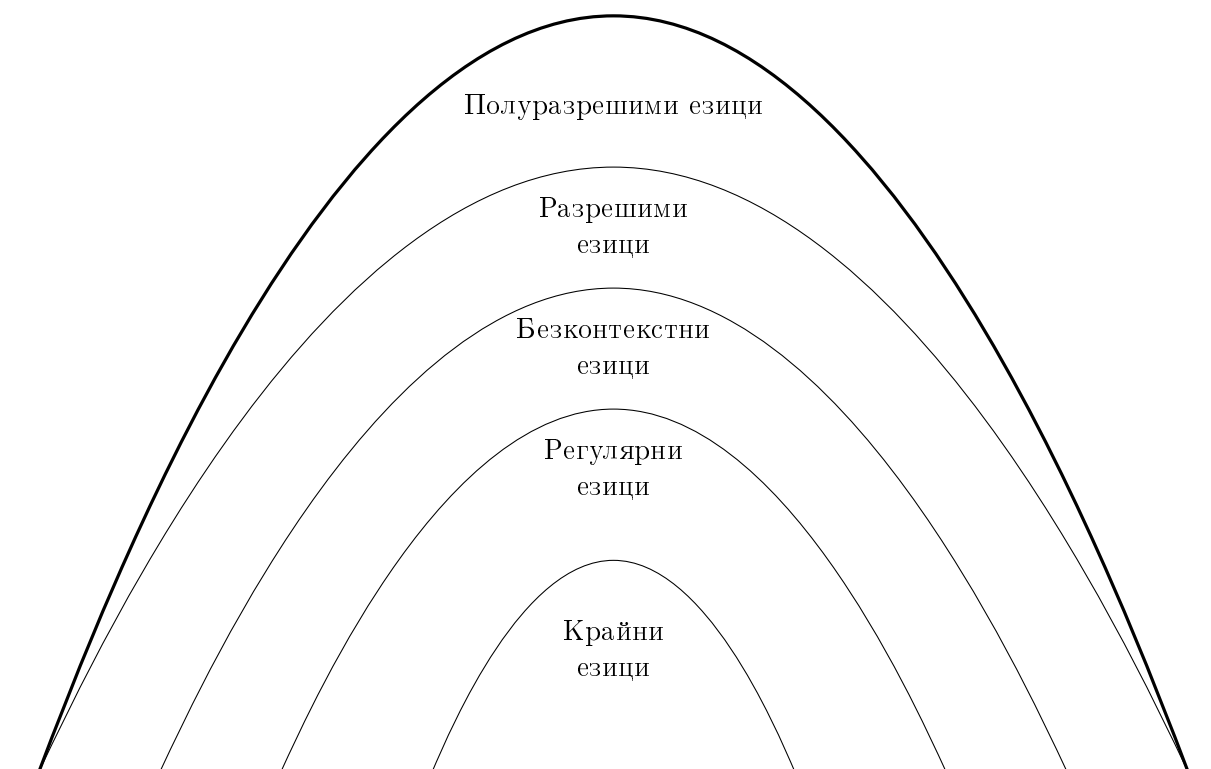 Полуразрешими езици
Разрешими
езици
Безконтекстни
езици
Регулярни
езици
Крайни
езици